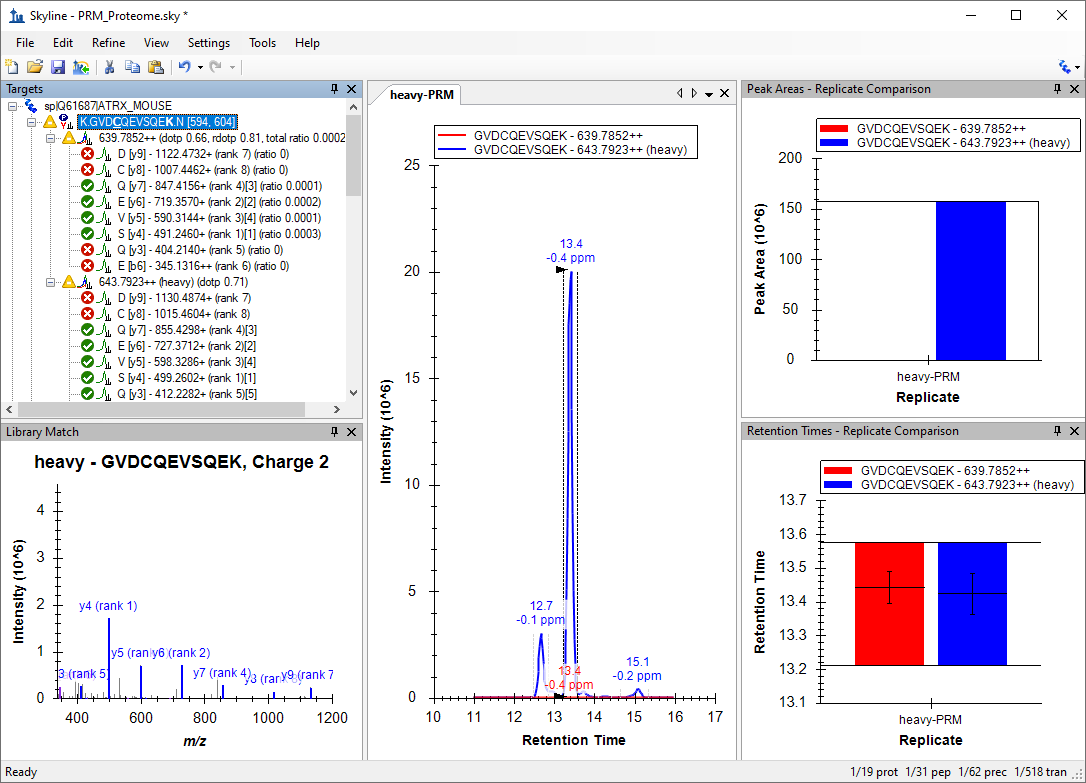 Skyline - PRM_Proteome.sky *
File Edit Refine View Settings Tools Help
Targets
sp|Q61687|ATRX_MOUSE
K.GVDCQEVSQEK.N [594, 604]
639.7852++ (dotp 0.66, rdotp 0.81, total ratio 0.0002
D [y9] - 1122.4732+ (rank 7) (ratio 0)
C [y8] - 1007.4462+ (rank 8) (ratio 0)
Q [y7] - 847.4156+ (rank 4)[3] (ratio 0.0001)
E [y6] - 719.3570+ (rank 2)[2] (ratio 0.0002)
V [y5] - 590.3144+ (rank 3)[4] (ratio 0.0001)
S [y4] - 491.2460+ (rank 1)[1] (ratio 0.0003)
Q [y3] - 404.2140+ (rank 5) (ratio 0)
E [b6] - 345.1316++ (rank 6) (ratio 0)
643.7923++ (heavy) (dotp 0.71)
D [y9] - 1130.4874+ (rank 7)
C [y8] - 1015.4604+ (rank 8)
Q [y7] - 855.4298+ (rank 4)[3]
E [y6] - 727.3712+ (rank 2)[2]
V [y5] - 598.3286+ (rank 3)[4]
S [y4] - 499.2602+ (rank 1)[1]
Q [y3] - 412.2282+ (rank 5)[5]
Library Match
heavy - GVDCQEVSQEK, Charge 2
Intensity (10^6)
4
3
2
1
0
y4 (rank 1)
y5 (rank
y6 (rank 2)
3 (rank 5)
y7 (rank 4)
y9 (rank 7
400 600 800 1000 1200
m/z
heavy-PRM
GVDCQEVSQEK - 639.7852++
GVDCQEVSQEK - 643.7923++ (heavy)
Intensity (10^6)
25
20
15
10
5
0
13.4
-0.4 ppm
12.7
-0.1 ppm
13.4
-0.4 ppm
15.1
-0.2 ppm
10 11 12 13 14 15 16 17
Retention Time
Peak Areas - Replicate Comparison
GVDCQEVSQEK - 639.7852++
GVDCQEVSQEK - 643.7923++ (heavy)
Peak Area (10^6)
200
150
100
50
0
heavy-PRM
Replicate
Retention Times - Replicate Comparison
GVDCQEVSQEK - 639.7852++
GVDCQEVSQEK - 643.7923++ (heavy)
Retention Time
13.7
13.6
13.5
13.4
13.3
13.2
13.1
heavy-PRM
Replicate
Ready
1/19 prot 1/31 pep 1/62 prec 1/518 tran